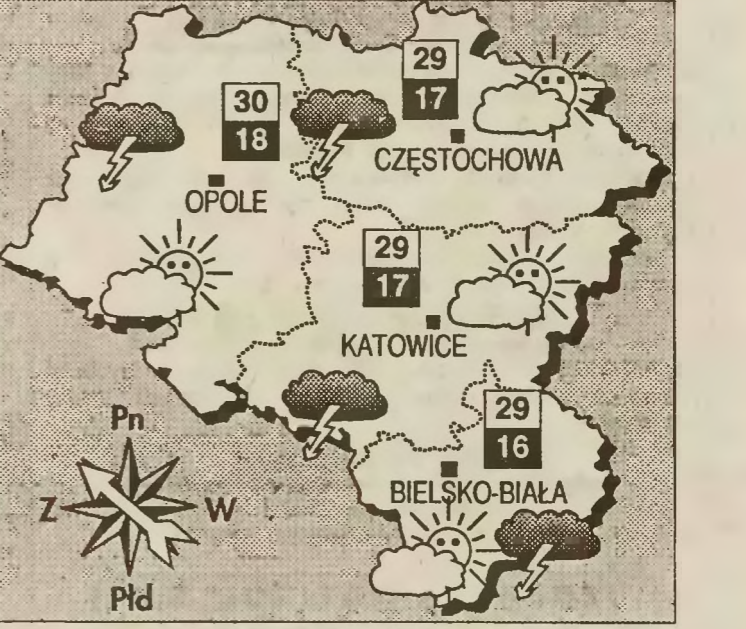 29
17
CZĘSTOCHOWA
30
18
OPOLE
29
17
KATOWICE
29
16
BIELSKO-BIAŁA
Pn
Z
W
Płd